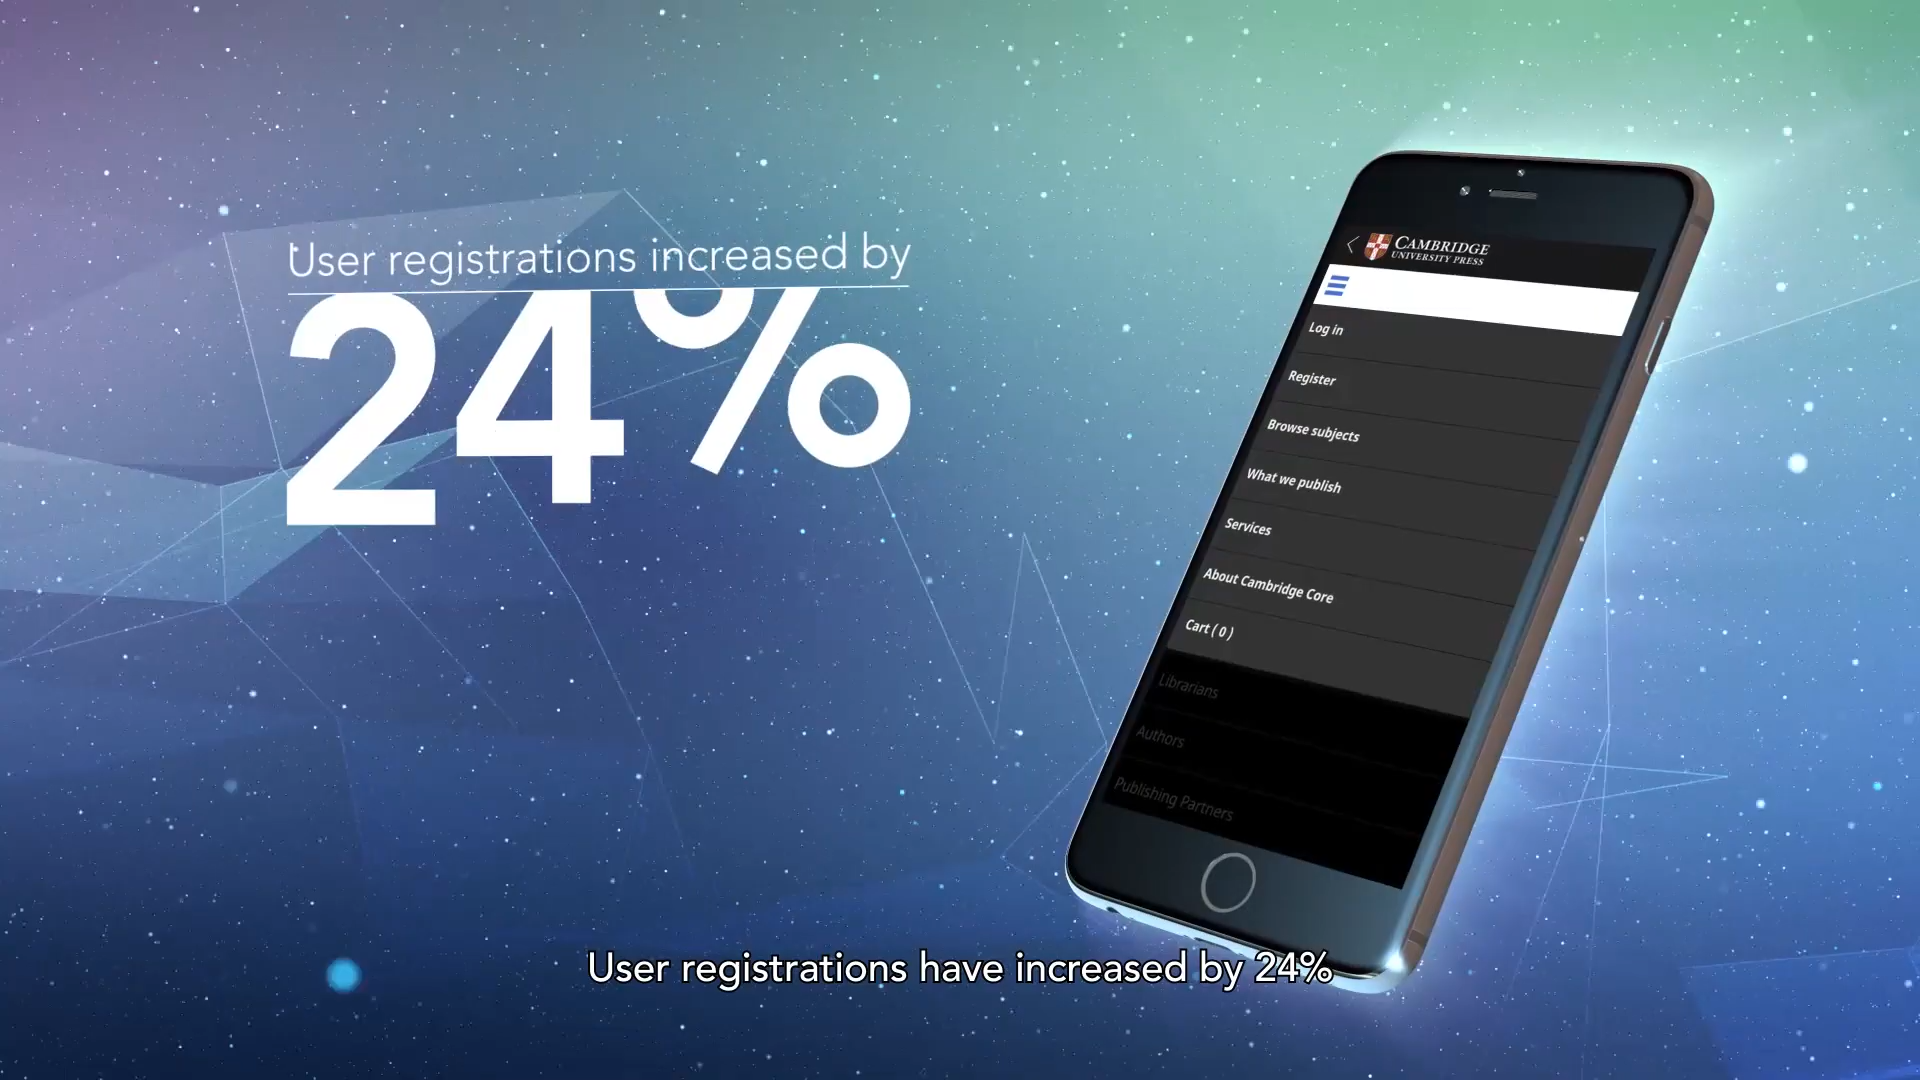 User registrations increased by
24%
CAMBRIDGE
UNIVERSITY PRESS
Log in
Register
Browse subjects
What we publish
Services
About Cambridge Core
Cart ( 0 )
Librarians
Authors
Publishing Partners
User registrations have increased by 24%